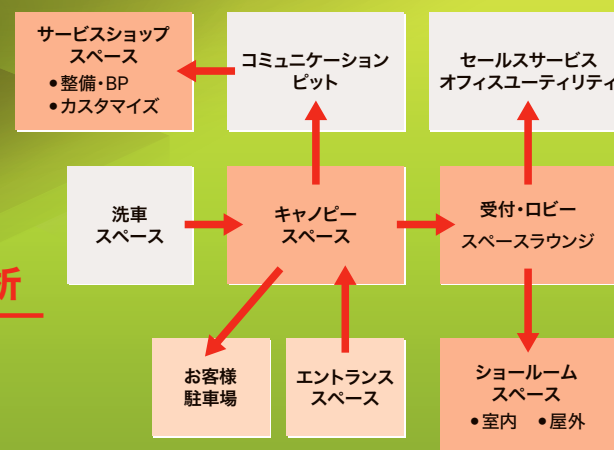 サービスショップ
スペース
•整備・BP
•カスタマイズ
コミュニケーション
ピット
セールスサービス
オフィスユーティリティ
洗車
スペース
キャノピー
スペース
受付・ロビー
スペースラウンジ
お客様
駐車場
エントランス
スペース
ショールーム
スペース
•室内 •屋外